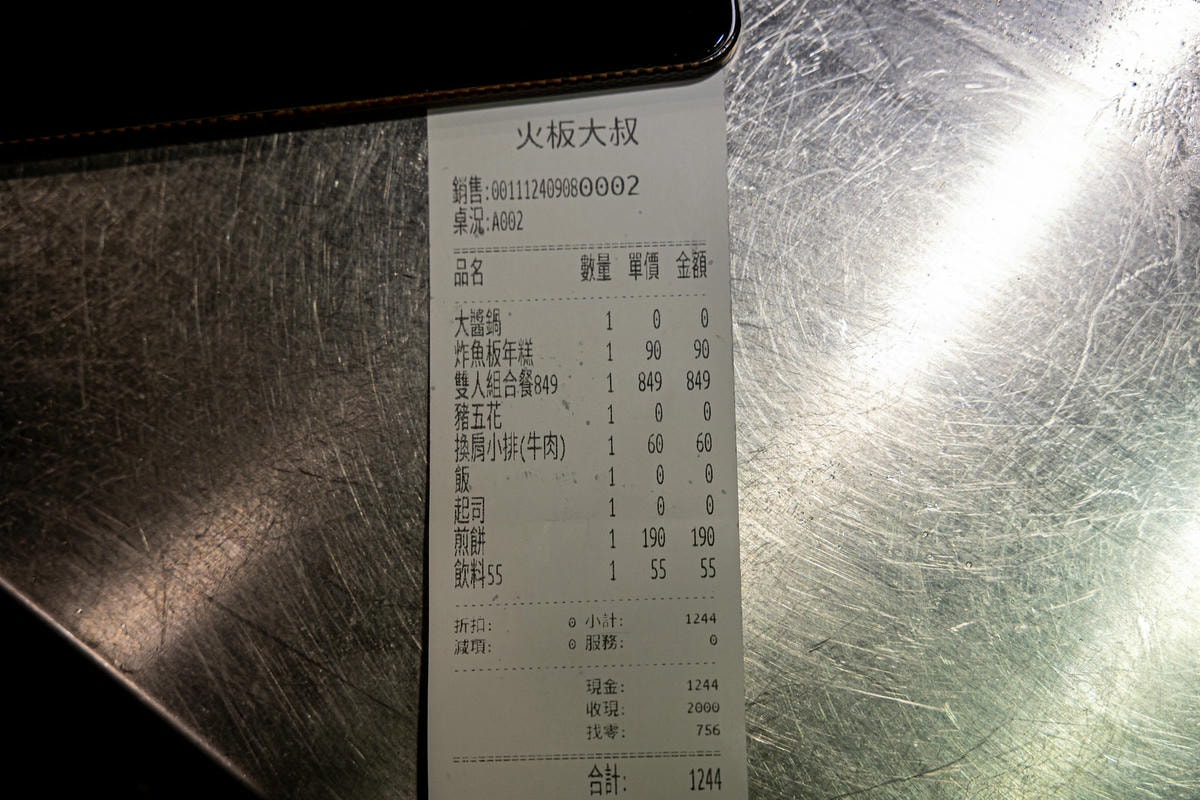 火板大叔
銷售:001112409080002
桌況:A002
品名 數量 單價 金額
大醬鍋 1 0 0
炸魚板年糕 1 90 90
雙人組合餐849 1 849 849
豬五花 1 0 0
換肩小排(牛肉) 1 60 60
飯 1 0 0
起司 1 0 0
煎餅 1 190 190
飲料55 1 55 55
折扣: 0 小計: 1244
減項: 0 服務: 0
現金: 1244
收現: 2000
找零: 756
合計: 1244